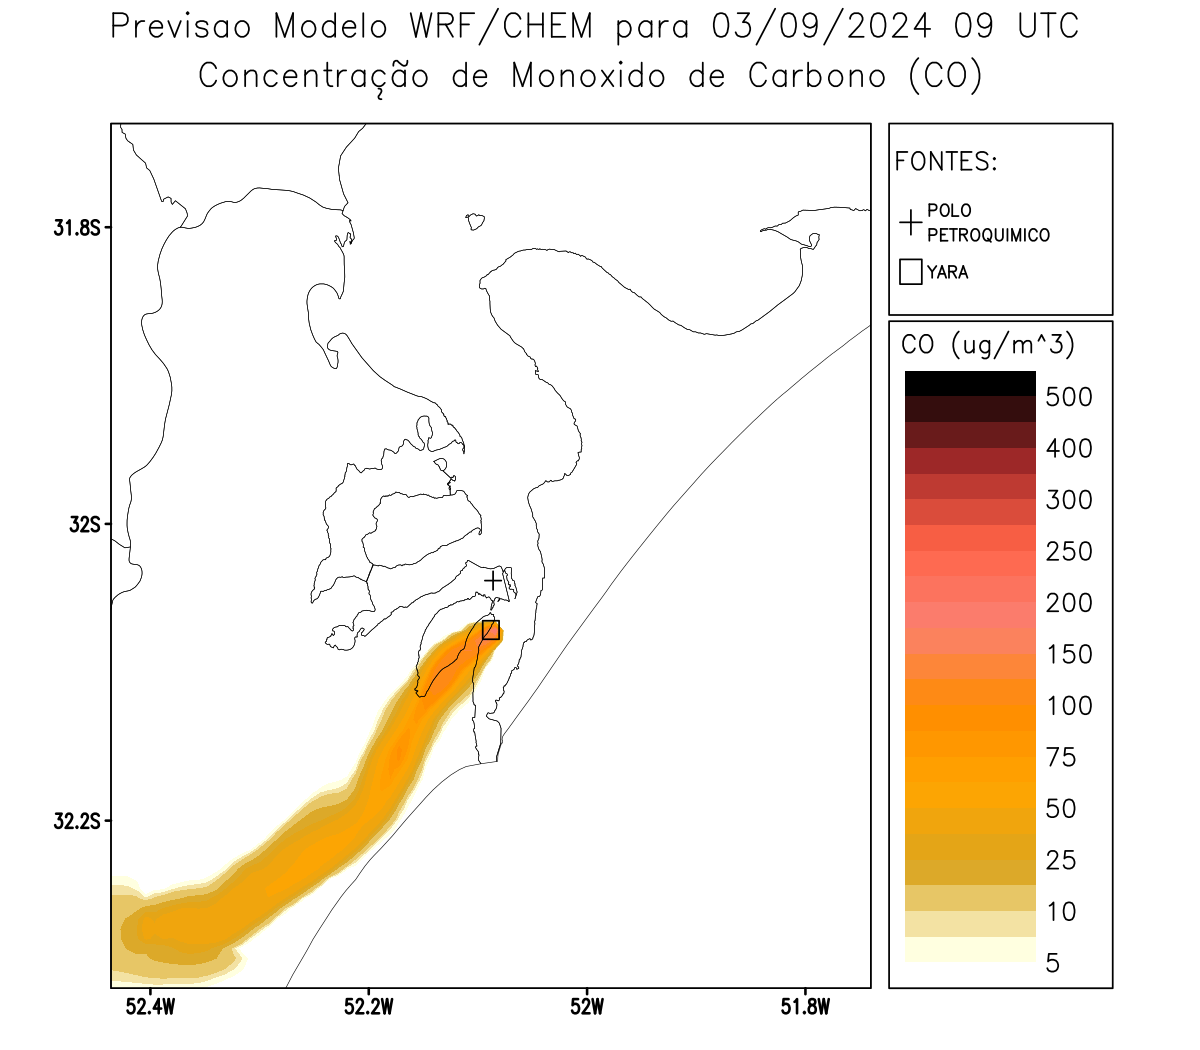 Previsao Modelo WRF/CHEM para 03/09/2024 09 UTC
Concentração de Monoxido de Carbono (CO)
FONTES:
POLO
PETROQUIMICO
YARA
CO (ug/m^3)
500
400
300
250
200
150
100
75
50
25
10
5
31.8S
32S
32.2S
52.4W
52.2W
52W
51.8W